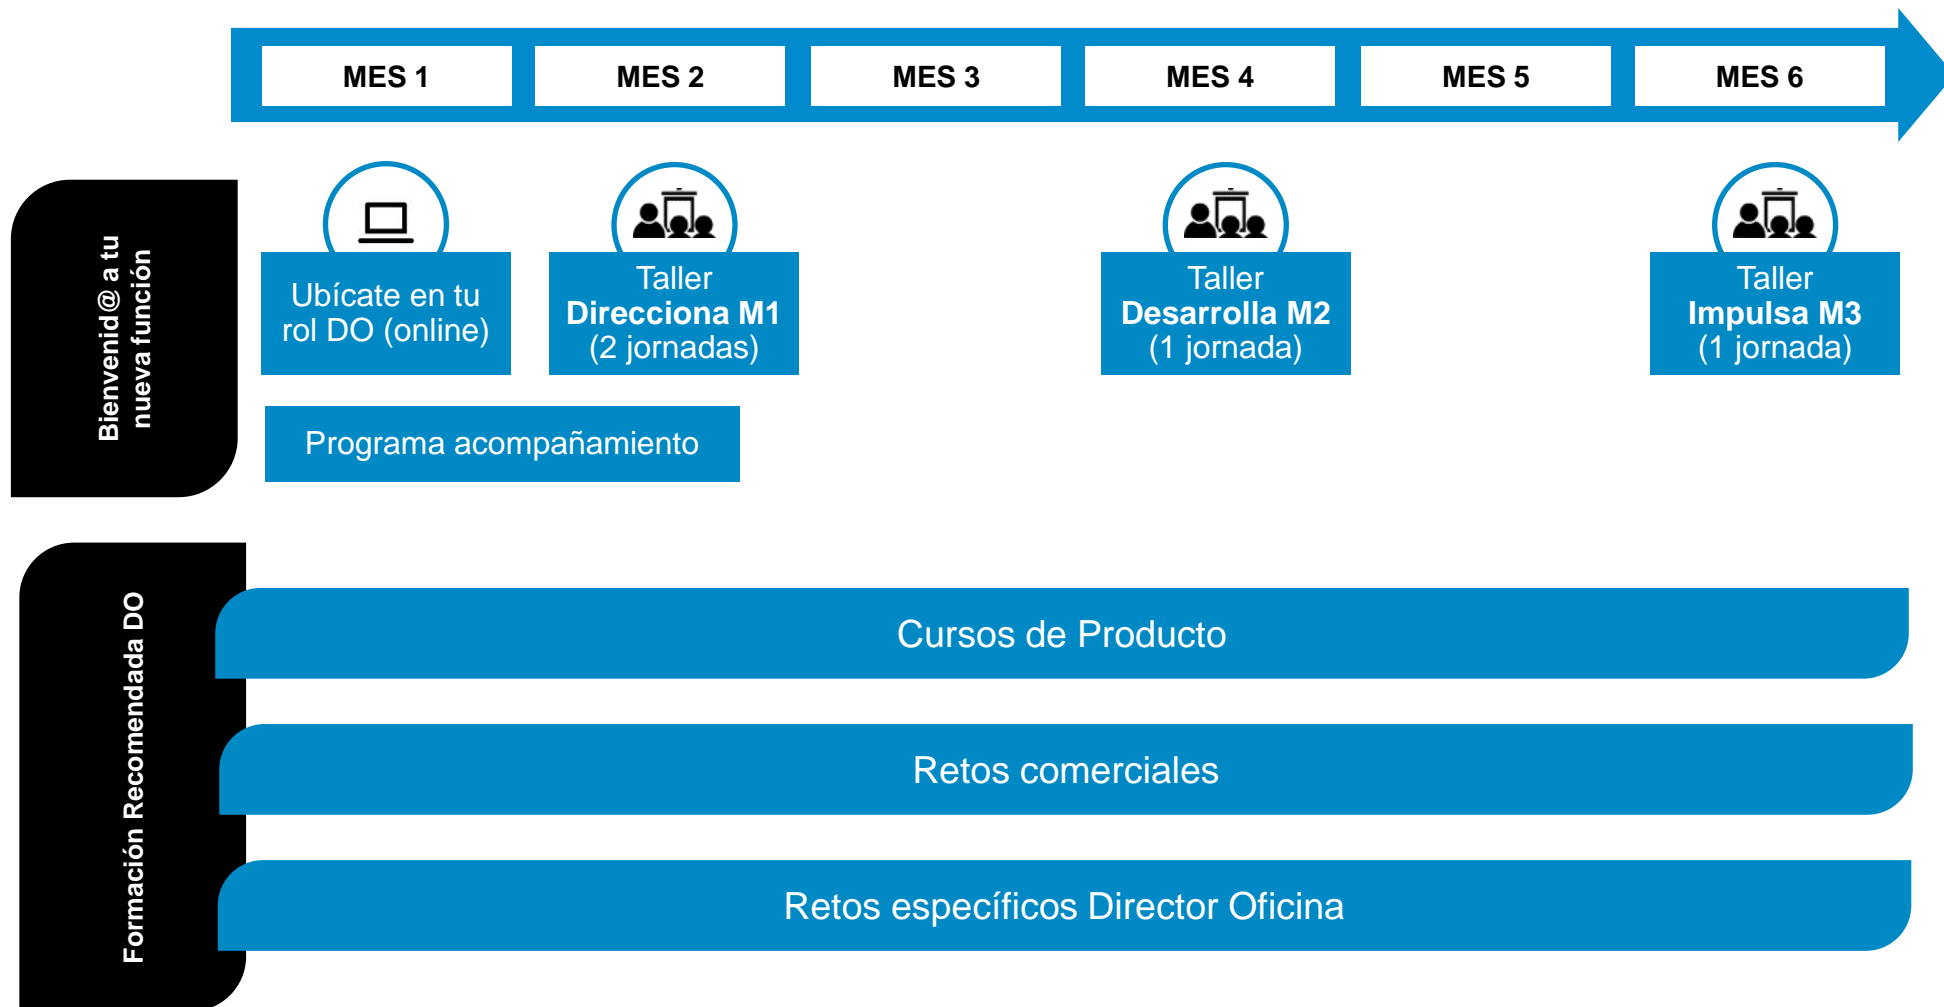 MES 1
MES 2
MES 3
MES 4
MES 5
MES 6
Bienvenid@ a tu
nueva función
Ubícate en tu
rol DO (online)
Taller
Direcciona M1
(2 jornadas)
Taller
Desarrolla M2
(1 jornada)
Taller
Impulsa M3
(1 jornada)
Programa acompañamiento
Formación Recomendada DO
Cursos de Producto
Retos comerciales
Retos específicos Director Oficina